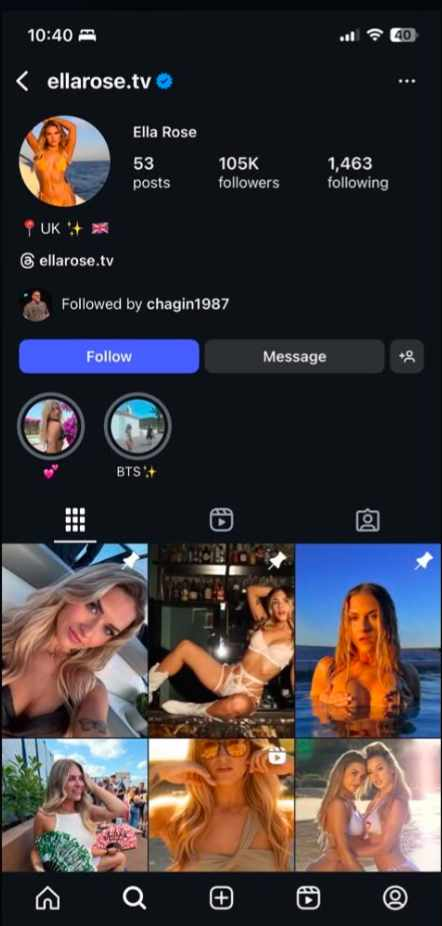 10:40
40
ellarose.tv
Ella Rose
53 105K 1,463
posts followers following
UK
ellarose.tv
Followed by chagin1987
Follow Message
BTS